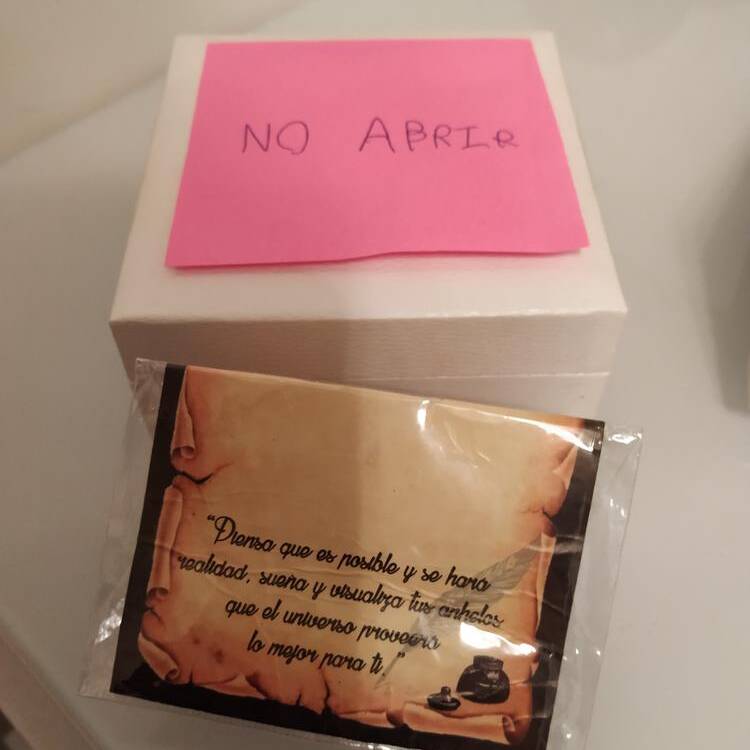 NO ABRIR
"Piensa que es posible y se hará
realidad, sueña y visualiza tus anhelos
que el universo proveerá
lo mejor para ti."